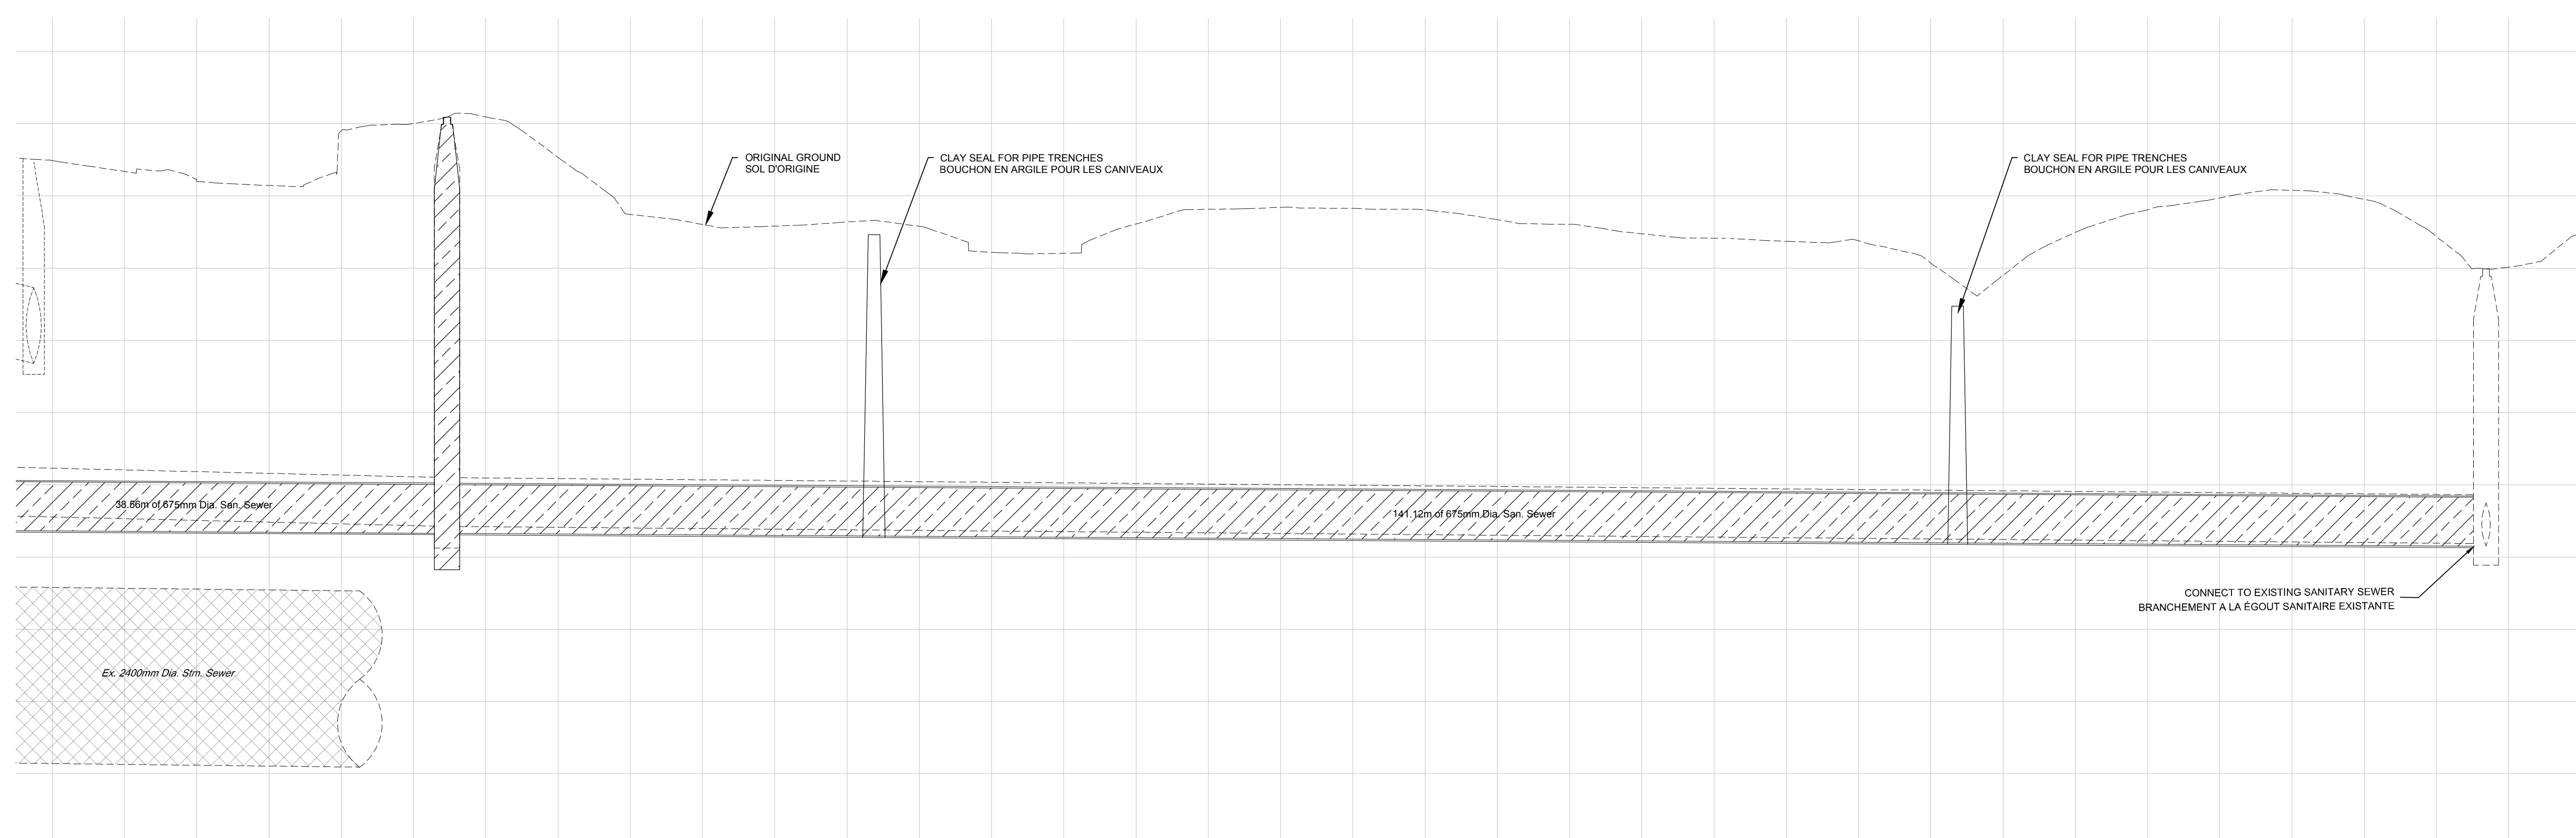 ORIGINAL GROUND
SOL D'ORIGINE
CLAY SEAL FOR PIPE TRENCHES
BOUCHON EN ARGILE POUR LES CANIVEAUX
CLAY SEAL FOR PIPE TRENCHES
BOUCHON EN ARGILE POUR LES CANIVEAUX
38.56m of 675mm Dia. San. Sewer
141.12m of 675mm Dia. San. Sewer
CONNECT TO EXISTING SANITARY SEWER
BRANCHEMENT A LA ÉGOUT SANITAIRE EXISTANTE
Ex. 2400mm Dia. Stm. Sewer